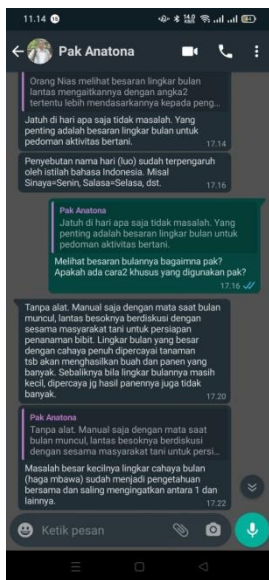 11.14
Pak Anatona
Orang Nias melihat besaran lingkar bulan
lantas mengaitkannya dengan angka2
tertentu lebih mendasarkannya kepada peng...
Jatuh di hari apa saja tidak masalah. Yang
penting adalah besaran lingkar bulan untuk
pedoman aktivitas bertani.
17.14
Penyebutan nama hari (luo) sudah terpengaruh
oleh istilah bahasa Indonesia. Misal
Sinaya=Senin, Salasa=Selasa, dst.
17.16
Pak Anatona
Jatuh di hari apa saja tidak masalah. Yang
penting adalah besaran lingkar bulan untuk
pedoman aktivitas bertani.
Melihat besaran bulannya bagaimna pak?
Apakah ada cara2 khusus yang digunakan pak?
17.16
Tanpa alat. Manual saja dengan mata saat bulan
muncul, lantas besoknya berdiskusi dengan
sesama masyarakat tani untuk persiapan
penanaman bibit. Lingkar bulan yang besar
dengan cahaya penuh dipercayai tanaman
tsb akan menghasilkan buah dan panen yang
banyak. Sebaliknya bila lingkar bulannya masih
kecil, dipercaya jg hasil panennya juga tidak
banyak.
17.20
Pak Anatona
Tanpa alat. Manual saja dengan mata saat
bulan muncul, lantas besoknya berdiskusi
dengan sesama masyarakat tani untuk persi...
Masalah besar kecilnya lingkar cahaya bulan
(haga mbawa) sudah menjadi pengetahuan
bersama dan saling mengingatkan antara 1 dan
lainnya.
17.22
Ketik pesan